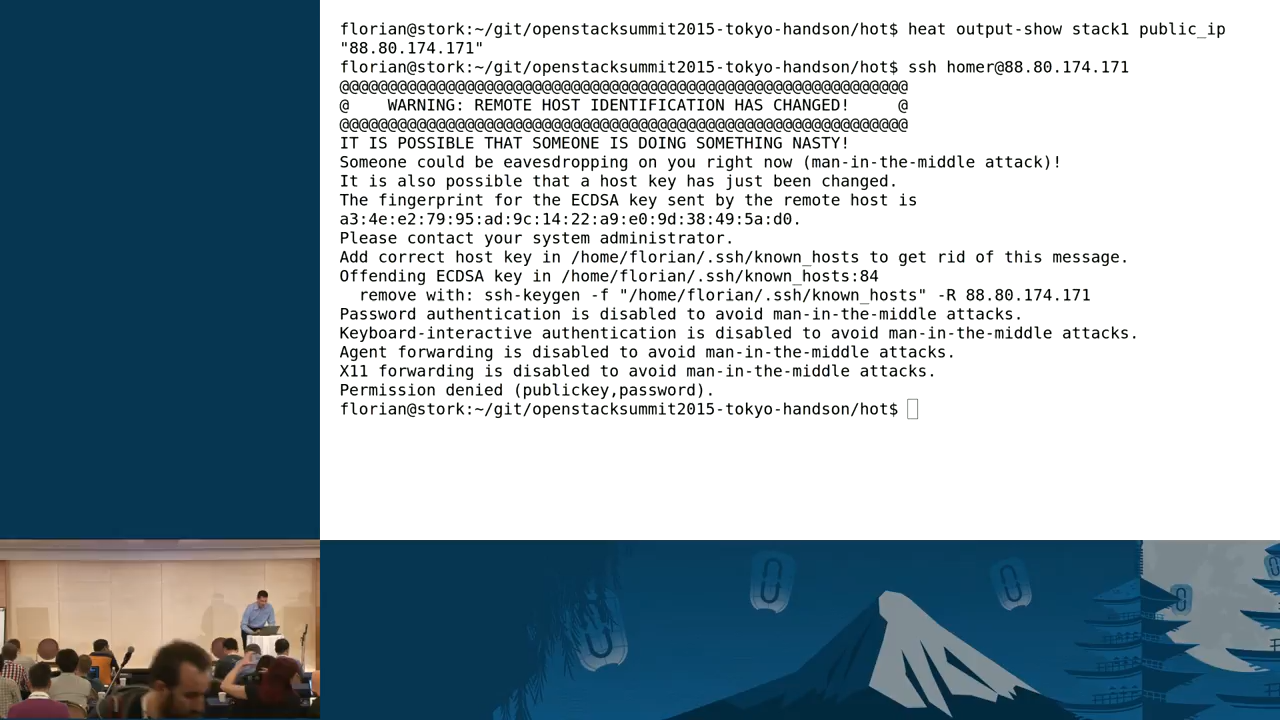 florian@stork:~/git/openstacksummit2015-tokyo-handson/hot$ heat output-show stack1 public_ip
"88.80.174.171"
florian@stork:~/git/openstacksummit2015-tokyo-handson/hot$ ssh homer@88.80.174.171
@@@@@@@@@@@@@@@@@@@@@@@@@@@@@@@@@@@@@@@@@@@@@@@@@@@@@@@@@@@
@    WARNING: REMOTE HOST IDENTIFICATION HAS CHANGED!     @
@@@@@@@@@@@@@@@@@@@@@@@@@@@@@@@@@@@@@@@@@@@@@@@@@@@@@@@@@@@
IT IS POSSIBLE THAT SOMEONE IS DOING SOMETHING NASTY!
Someone could be eavesdropping on you right now (man-in-the-middle attack)!
It is also possible that a host key has just been changed.
The fingerprint for the ECDSA key sent by the remote host is
a3:4e:e2:79:95:ad:9c:14:22:a9:e0:9d:38:49:5a:d0.
Please contact your system administrator.
Add correct host key in /home/florian/.ssh/known_hosts to get rid of this message.
Offending ECDSA key in /home/florian/.ssh/known_hosts:84
  remove with: ssh-keygen -f "/home/florian/.ssh/known_hosts" -R 88.80.174.171
Password authentication is disabled to avoid man-in-the-middle attacks.
Keyboard-interactive authentication is disabled to avoid man-in-the-middle attacks.
Agent forwarding is disabled to avoid man-in-the-middle attacks.
X11 forwarding is disabled to avoid man-in-the-middle attacks.
Permission denied (publickey,password).
florian@stork:~/git/openstacksummit2015-tokyo-handson/hot$